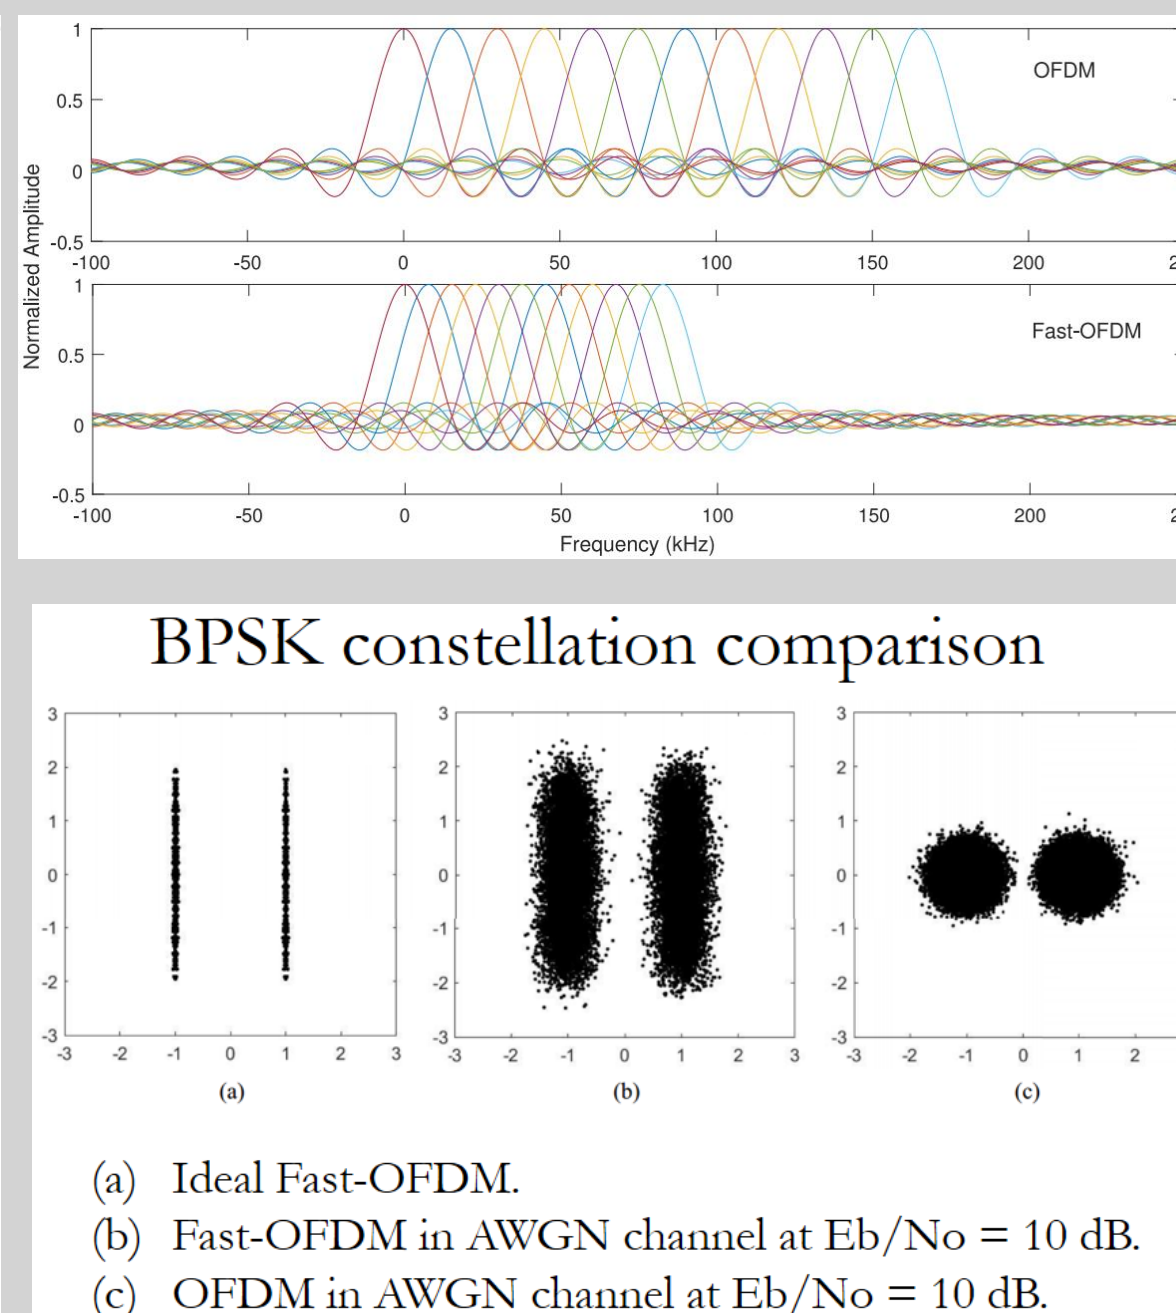 1
0.5
0
-0.5
OFDM
-100 -50 0 50 100 150 200
Normalized Amplitude
1
0.5
0
-0.5
Fast-OFDM
-100 -50 0 50 100 150 200
Frequency (kHz)
BPSK constellation comparison
3
2
1
0
-1
-2
-3
-3 -2 -1 0 1 2 3
(a)
3
2
1
0
-1
-2
-3
-3 -2 -1 0 1 2 3
(b)
3
2
1
0
-1
-2
-3
-3 -2 -1 0 1 2
(c)
(a) Ideal Fast-OFDM.
(b) Fast-OFDM in AWGN channel at Eb/No = 10 dB.
(c) OFDM in AWGN channel at Eb/No = 10 dB.